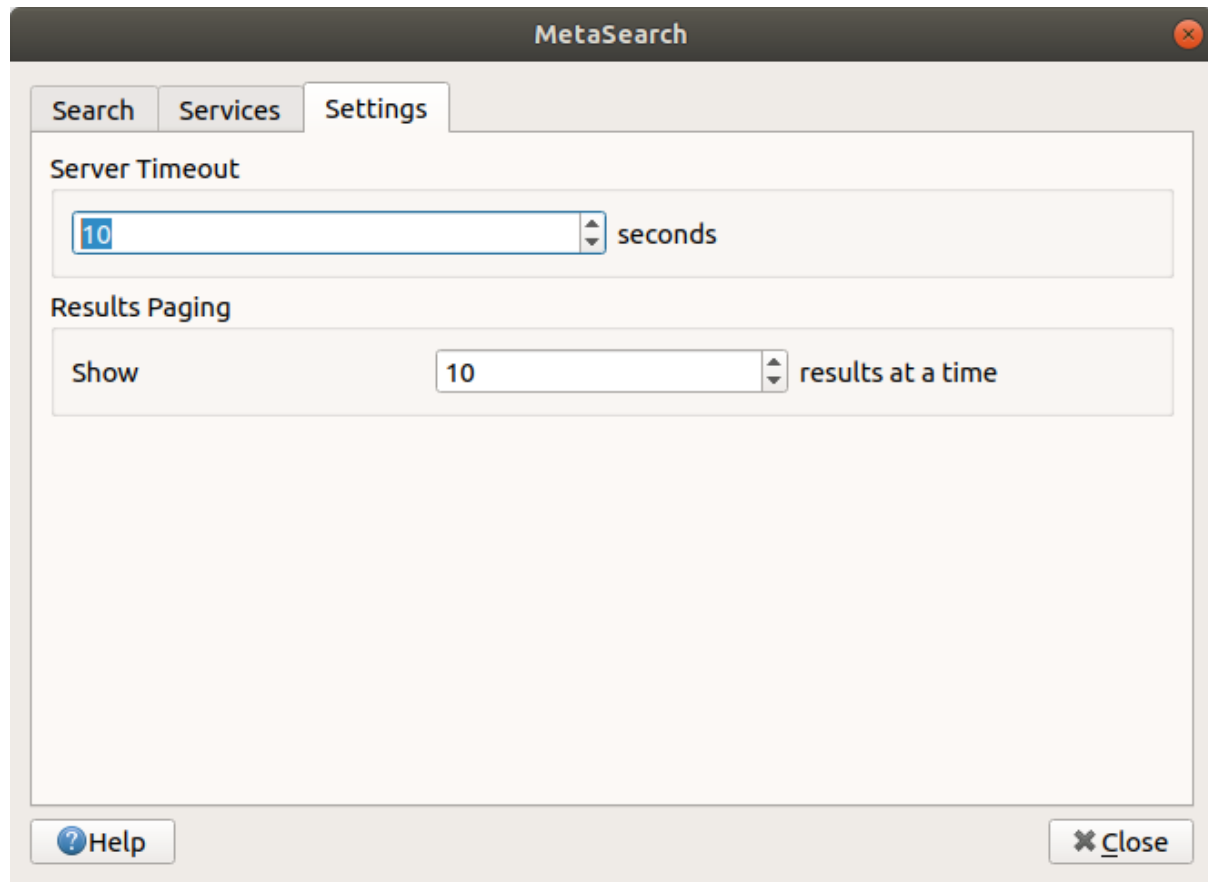 MetaSearch
Search Services Settings
Server Timeout
10 seconds
Results Paging
Show 10 results at a time
Help Close